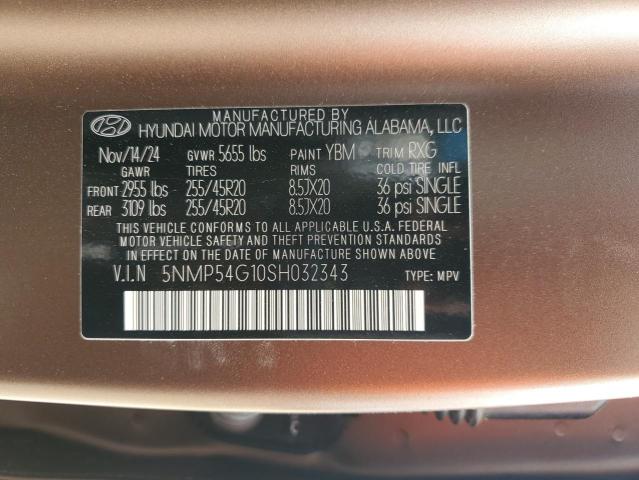 MANUFACTURED BY
HYUNDAI MOTOR MANUFACTURING ALABAMA, LLC
Nov/14/24 GVWR 5655 lbs PAINT YBM TRIM RXG
GAWR TIRES RIMS COLD TIRE INFL
FRONT 2955 lbs 255/45R20 8.5JX20 36 psi SINGLE
REAR 3109 lbs 255/45R20 8.5JX20 36 psi SINGLE
THIS VEHICLE CONFORMS TO ALL APPLICABLE U.S.A. FEDERAL
MOTOR VEHICLE SAFETY, BUMPER, AND THEFT PREVENTION STANDARDS
IN EFFECT ON THE DATE OF MANUFACTURE SHOWN ABOVE.
V.I.N 5NMP54G10SH032343 TYPE: MPV